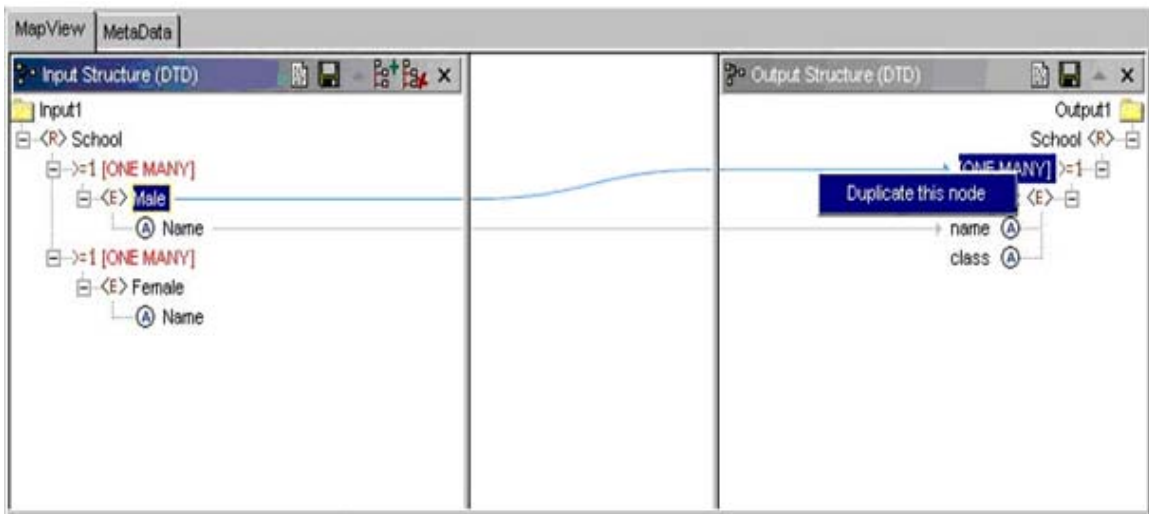 MapView MetaData
Input Structure (DTD)
Input1
<R> School
>=1 [ONE MANY]
<E> Male
A Name
>=1 [ONE MANY]
<E> Female
A Name
Output Structure (DTD)
Output1
School <R>
[ONE MANY] >=1
Duplicate this node
<E>
name A
class A